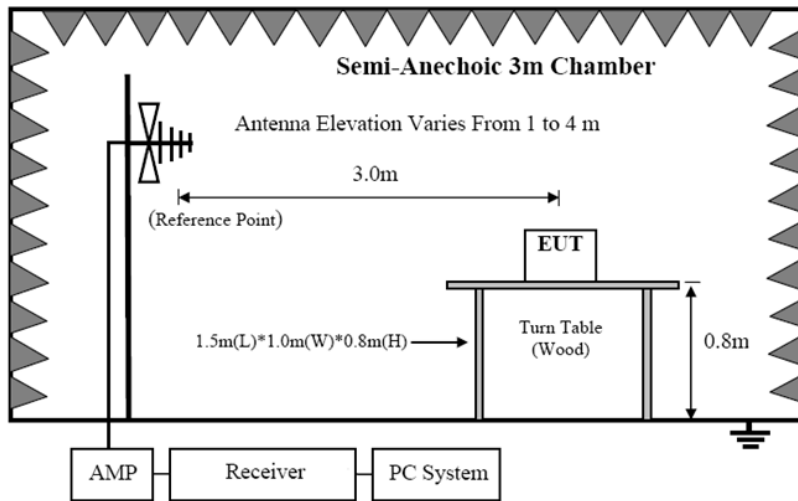 Semi-Anechoic 3m Chamber
Antenna Elevation Varies From 1 to 4 m
3.0m
(Reference Point)
EUT
1.5m(L)*1.0m(W)*0.8m(H)
Turn Table
(Wood)
0.8m
AMP
Receiver
PC System